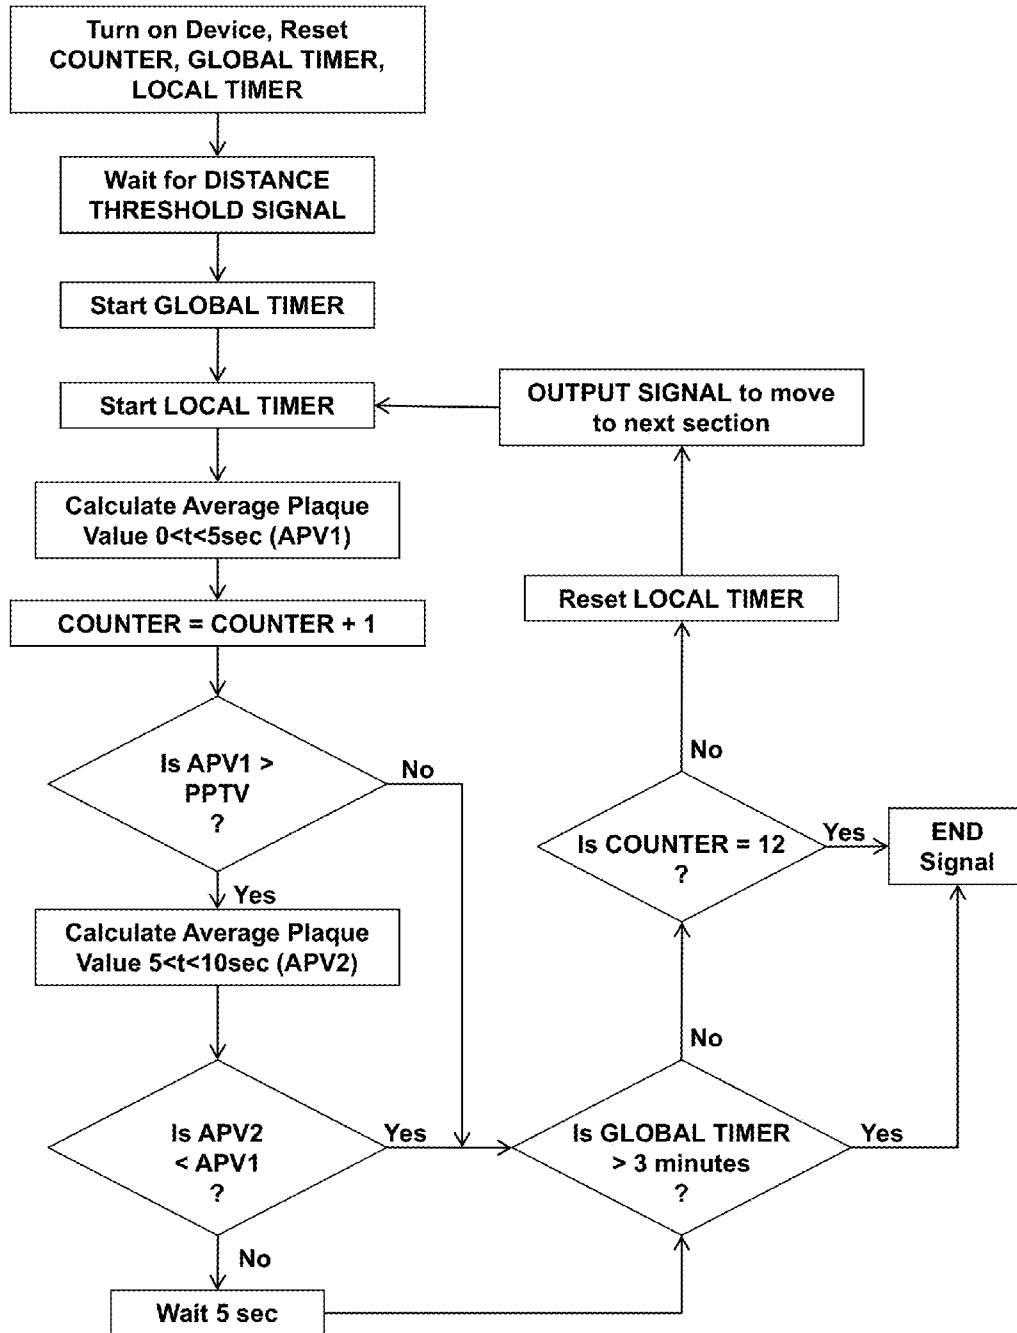 Turn on Device, Reset
COUNTER, GLOBAL TIMER,
LOCAL TIMER
Wait for DISTANCE
THRESHOLD SIGNAL
Start GLOBAL TIMER
Start LOCAL TIMER
OUTPUT SIGNAL to move
to next section
Calculate Average Plaque
Value 0<t<5sec (APV1)
Reset LOCAL TIMER
COUNTER = COUNTER + 1
Is APV1 >
PPTV
?
No
Yes
No
Is COUNTER = 12
?
Yes
END
Signal
Calculate Average Plaque
Value 5<t<10sec (APV2)
No
Is APV2
< APV1
?
Yes
Is GLOBAL TIMER
> 3 minutes
?
Yes
No
Wait 5 sec